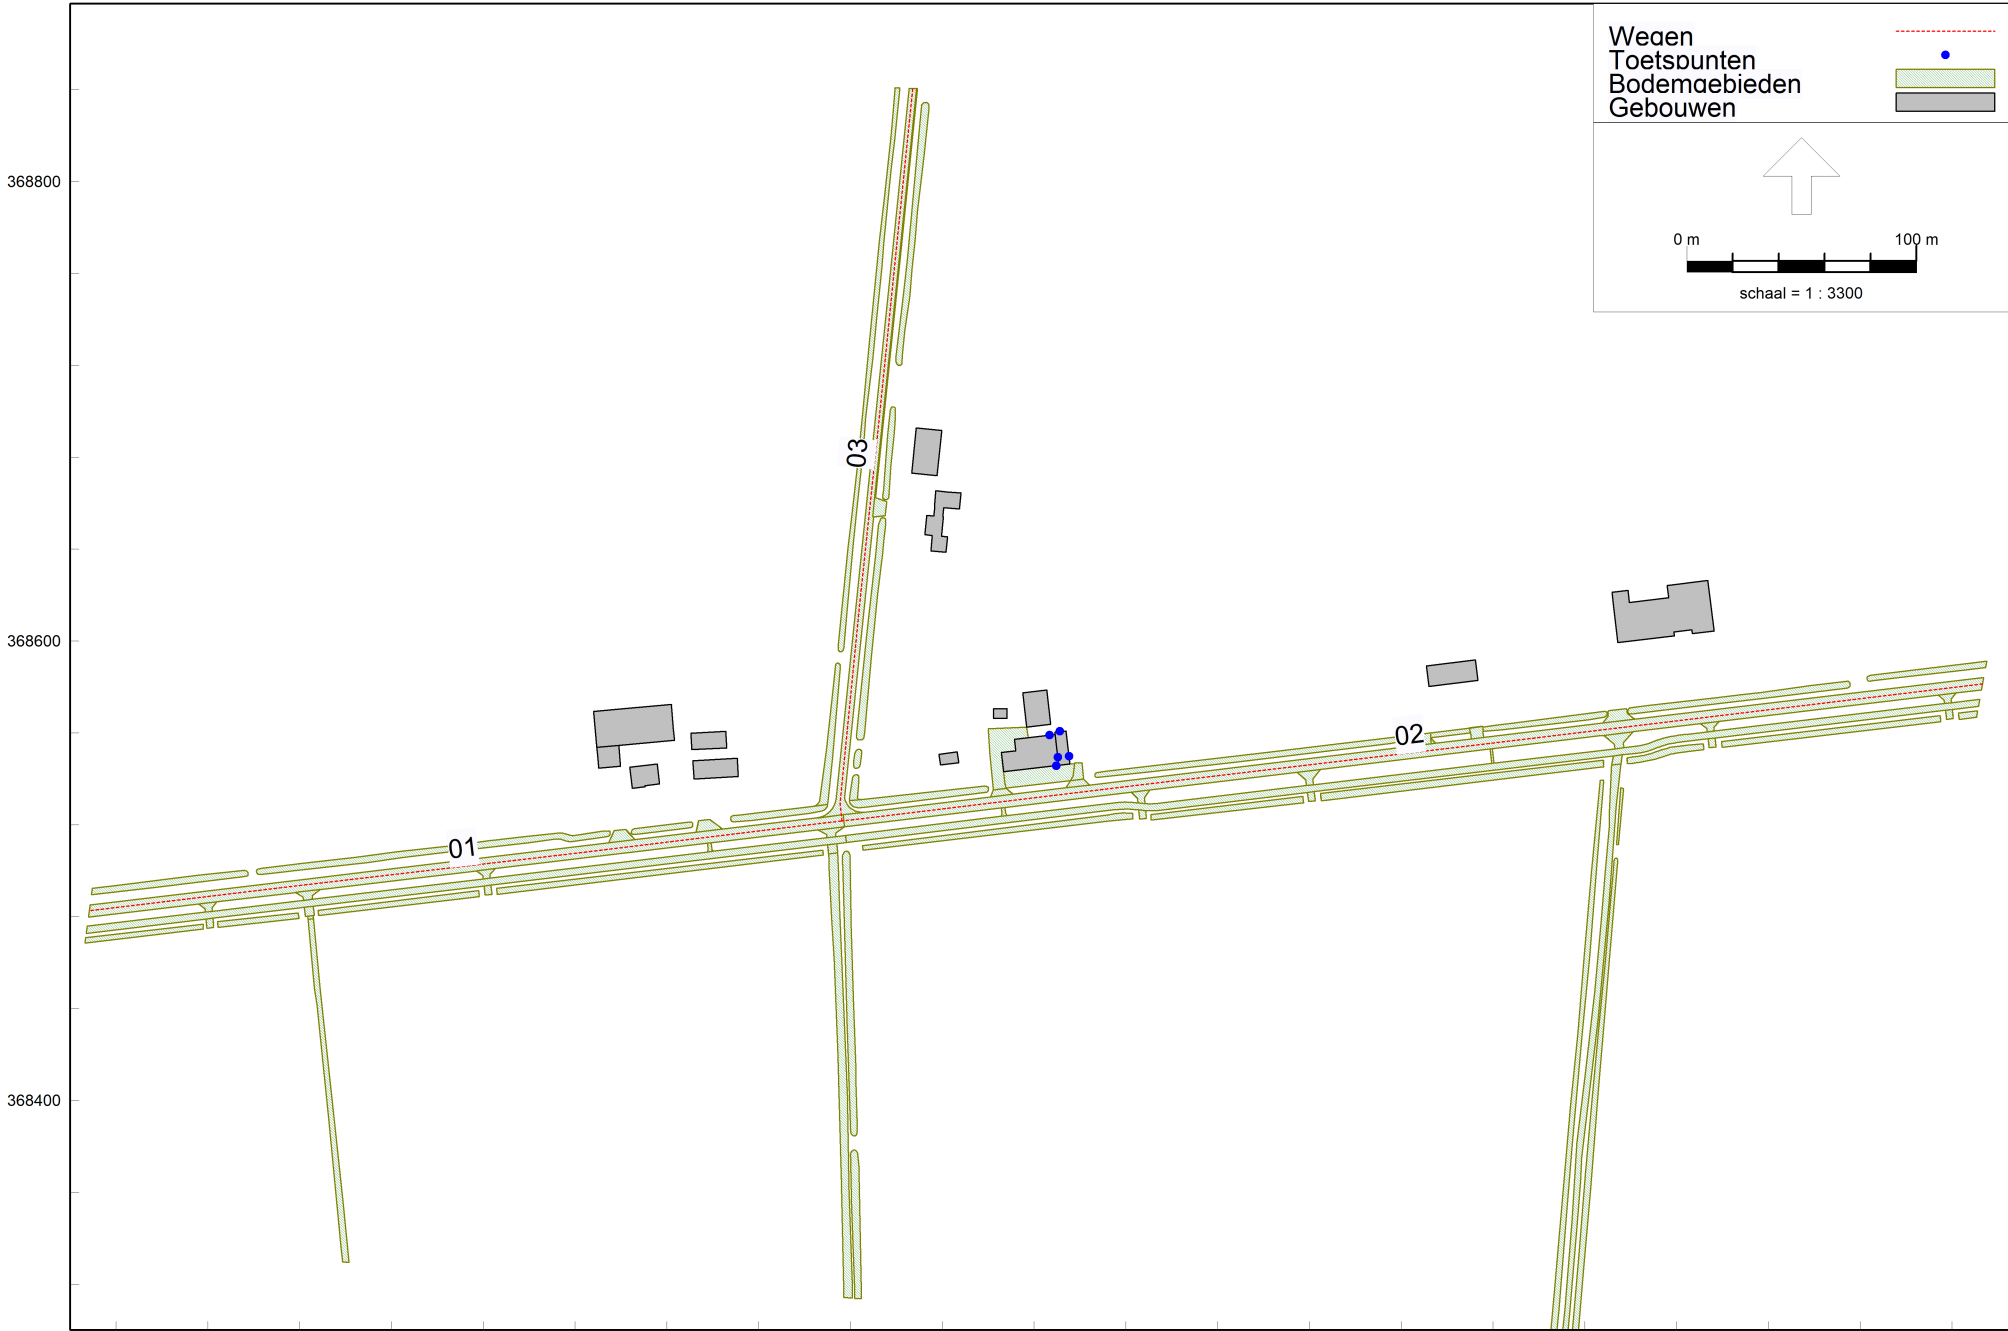 Wegen
Toetspunten
Bodemgebieden
Gebouwen
0 m 100 m
schaal = 1 : 3300
368800
03
368600
02
01
368400